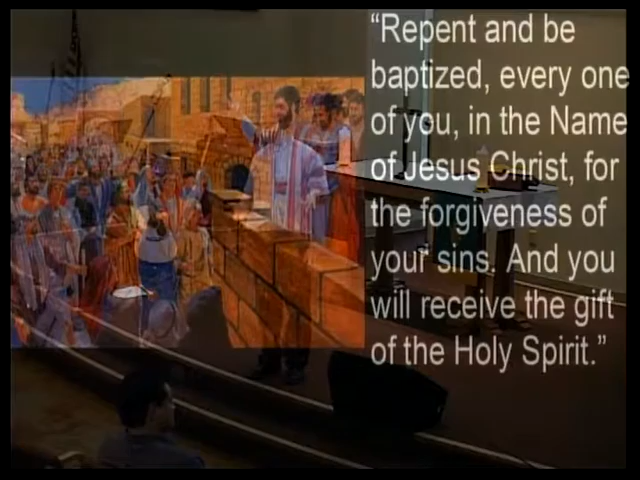 “Repent and be
baptized, every one
of you, in the Name
of Jesus Christ, for
the forgiveness of
your sins. And you
will receive the gift
of the Holy Spirit.”